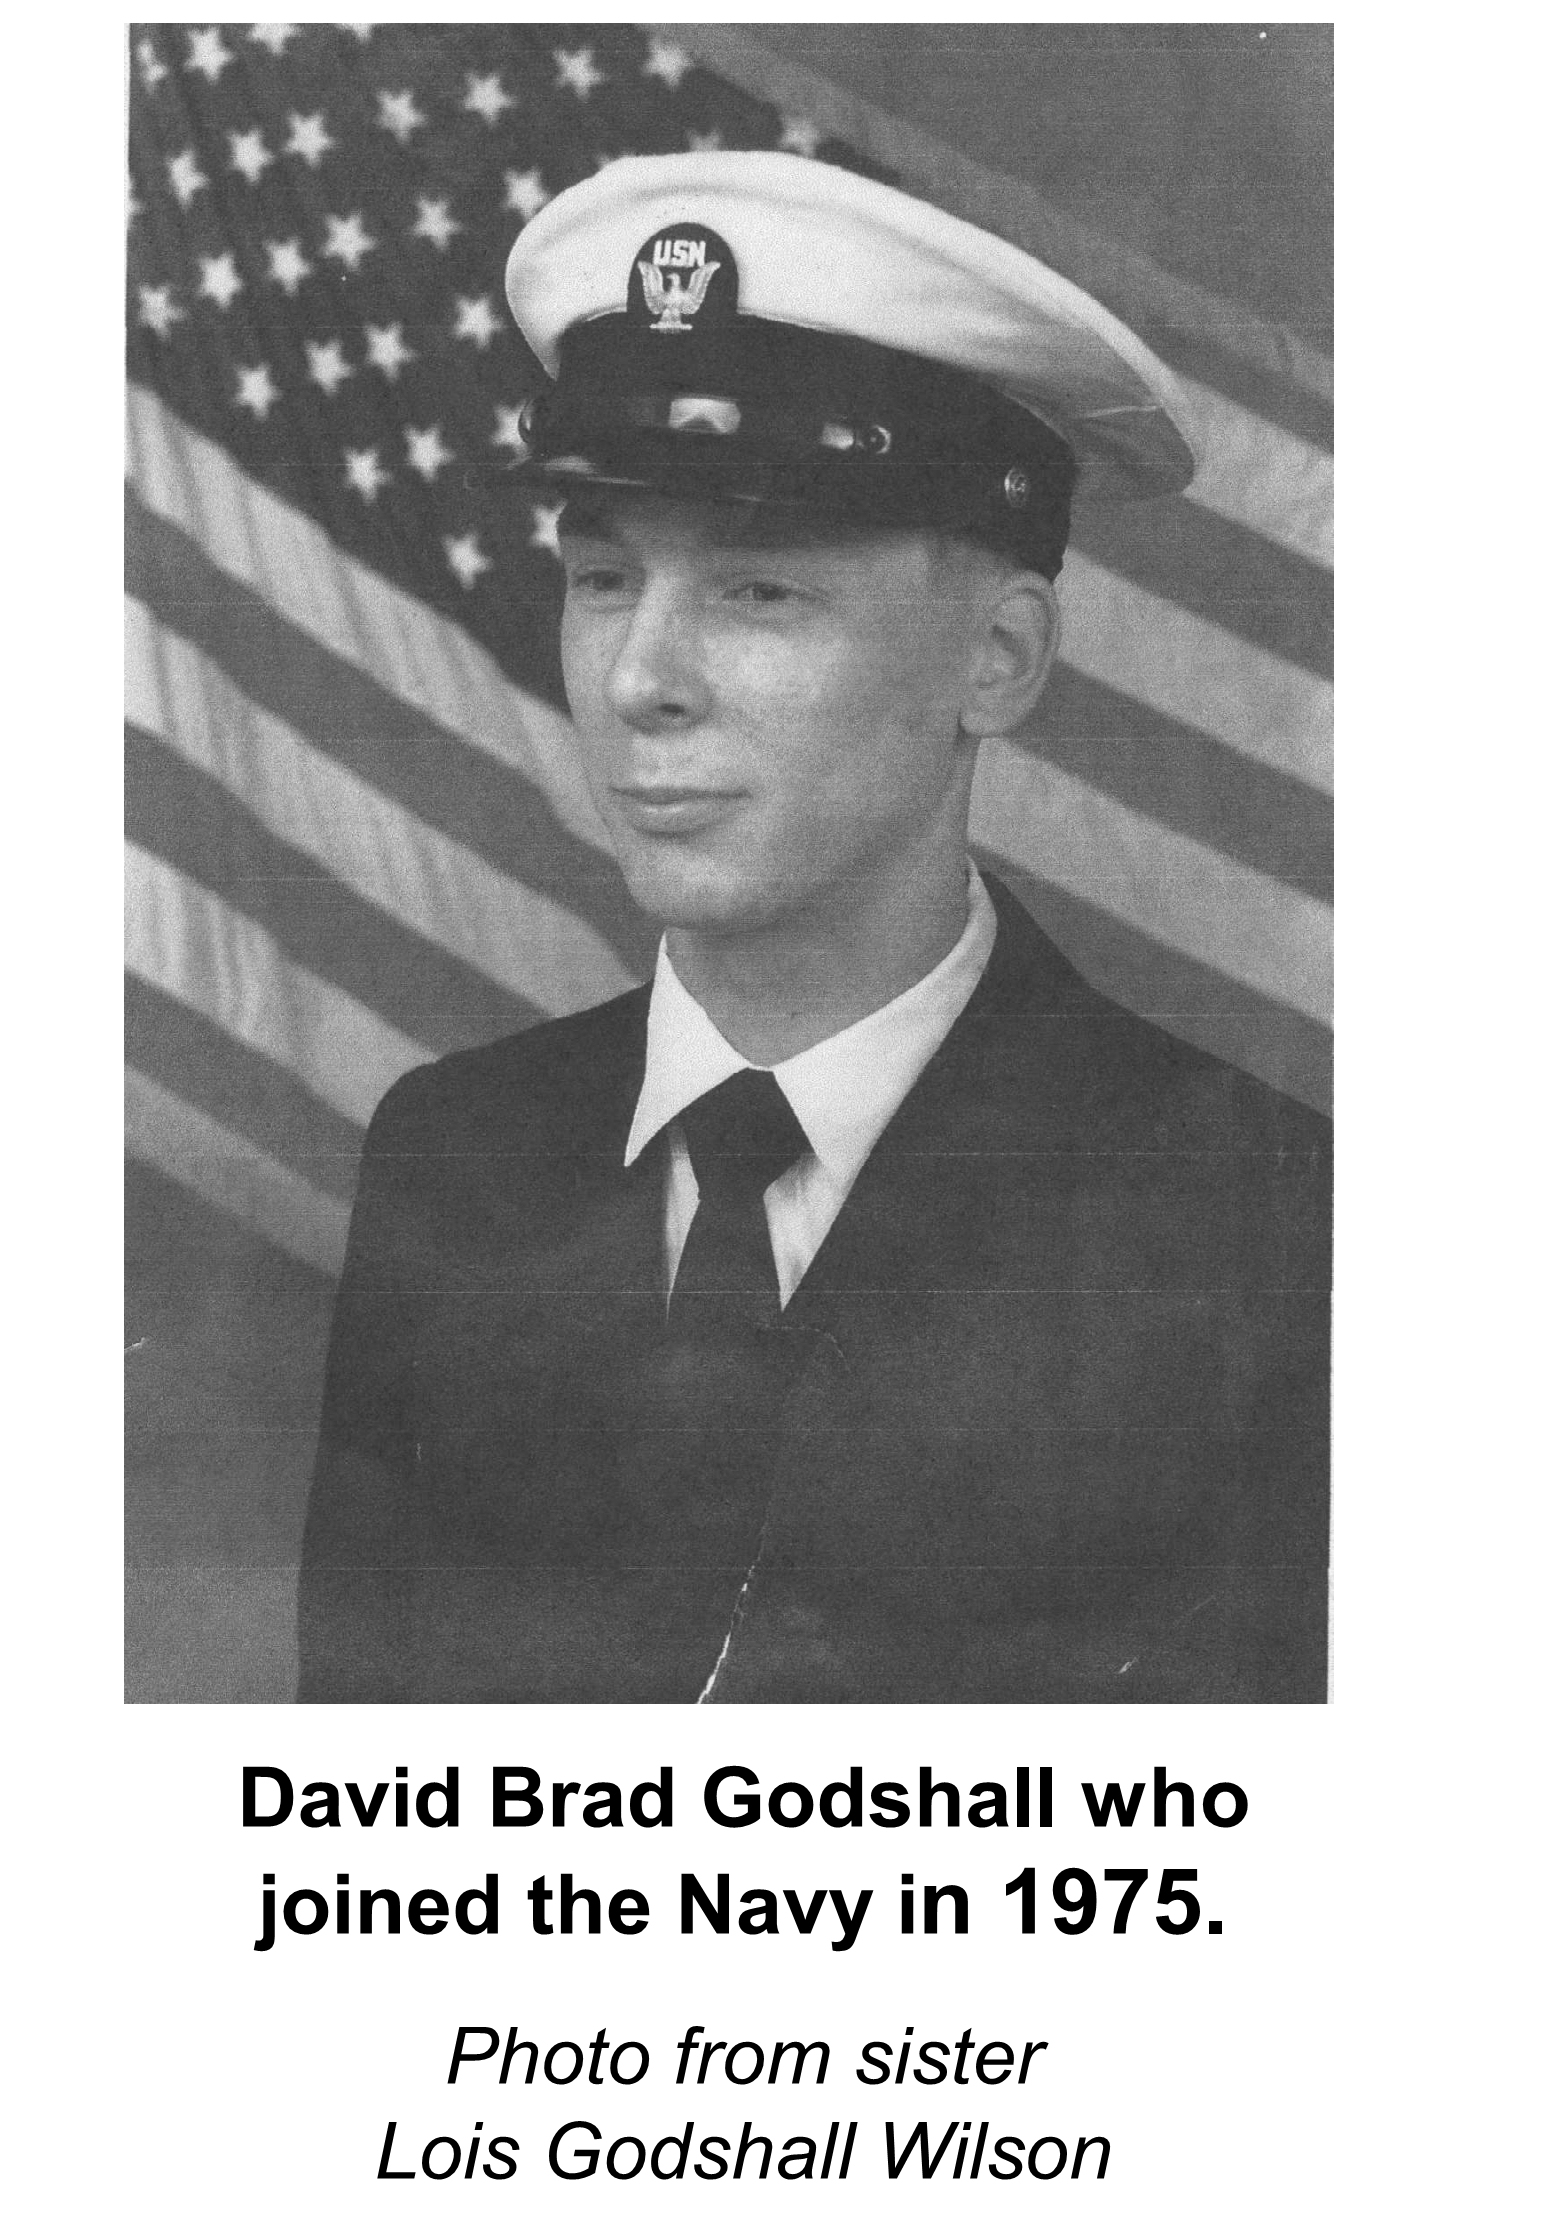 USN
David Brad Godshall who
joined the Navy in 1975.
Photo from sister
Lois Godshall Wilson